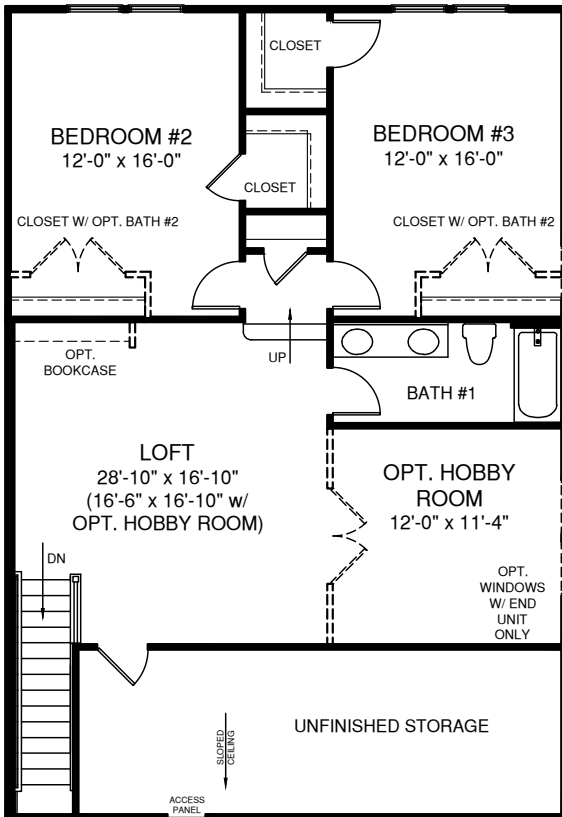 CLOSET
BEDROOM #2
12'-0" x 16'-0"
BEDROOM #3
12'-0" x 16'-0"
CLOSET
CLOSET W/ OPT. BATH #2
CLOSET W/ OPT. BATH #2
OPT.
BOOKCASE
UP
BATH #1
LOFT
28'-10" x 16'-10"
(16'-6" x 16'-10" w/
OPT. HOBBY ROOM)
OPT. HOBBY
ROOM
12'-0" x 11'-4"
DN
OPT.
WINDOWS
W/ END
UNIT
ONLY
UNFINISHED STORAGE
SLOPED
CEILING
ACCESS
PANEL